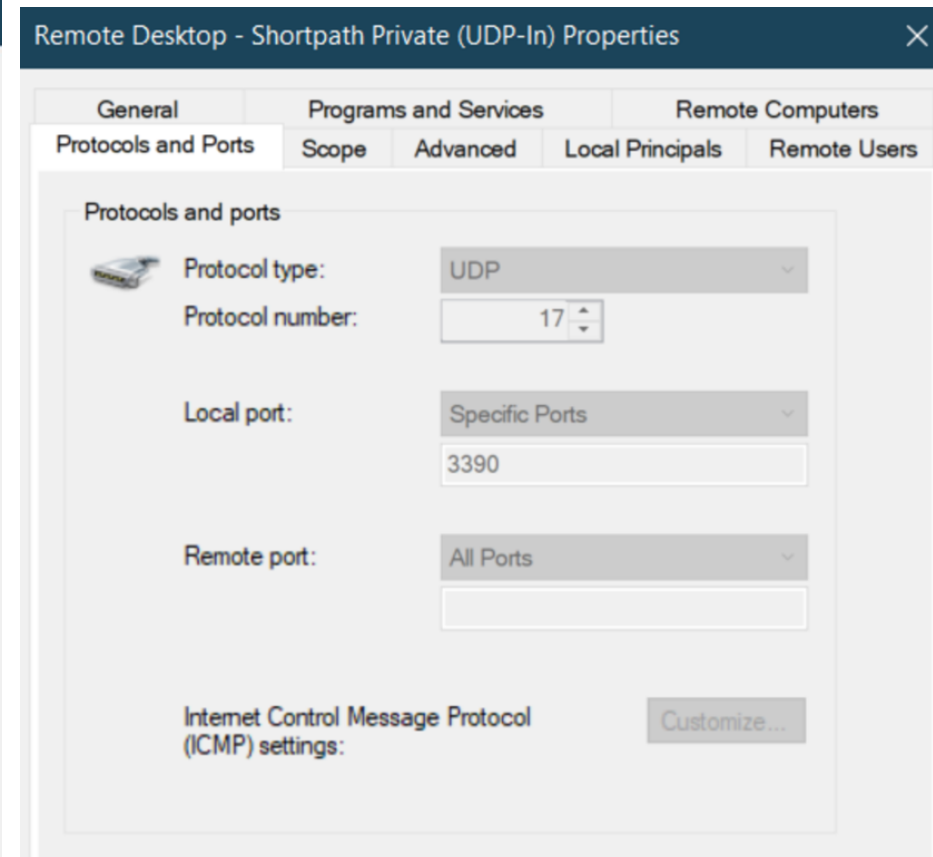 Remote Desktop - Shortpath Private (UDP-In) Properties
General Programs and Services Remote Computers
Protocols and Ports Scope Advanced Local Principals Remote Users
Protocols and ports
Protocol type: UDP
Protocol number: 17
Local port: Specific Ports
3390
Remote port: All Ports
Internet Control Message Protocol
(ICMP) settings:
Customize...